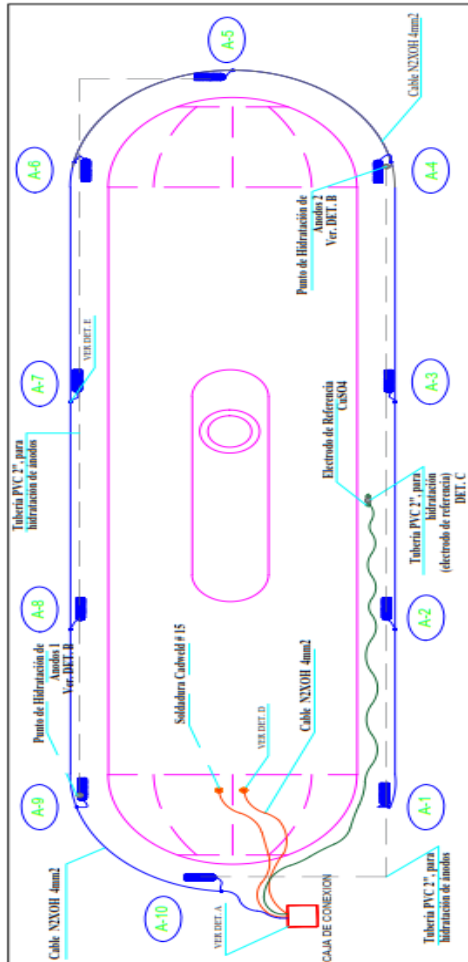 A-10
A-9
A-8
A-7
A-6
A-5
A-4
A-3
A-2
A-1
Cable N2XOH 4mm2
Punto de Hidratación de
Anodos 1
Ver. DET. B
Tubería PVC 2", para
hidratación de ánodos
VER DET. E
Cable N2XOH 4mm2
Punto de Hidratación de
Anodos 2
Ver. DET. B
Soldadura Cadweld # 15
VER DET. D
Cable N2XOH 4mm2
Electrodo de Referencia
CuSO4
Tubería PVC 2", para
hidratación
(electrodo de referencia)
DET. C
VER DET. A
CAJA DE CONEXION
Tubería PVC 2", para
hidratación de ánodos